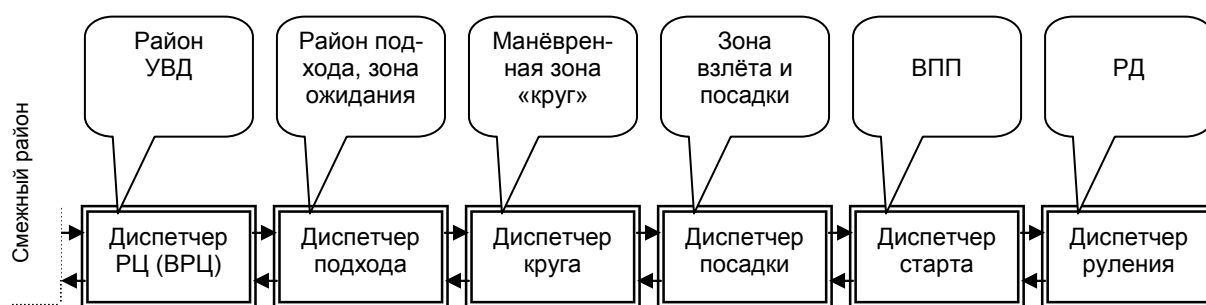 Район
УВД
Район под-
хода, зона
ожидания
Манёврен-
ная зона
«круг»
Зона
взлёта и
посадки
ВПП
РД
Смежный район
Диспетчер
РЦ (ВРЦ)
Диспетчер
подхода
Диспетчер
круга
Диспетчер
посадки
Диспетчер
старта
Диспетчер
руления